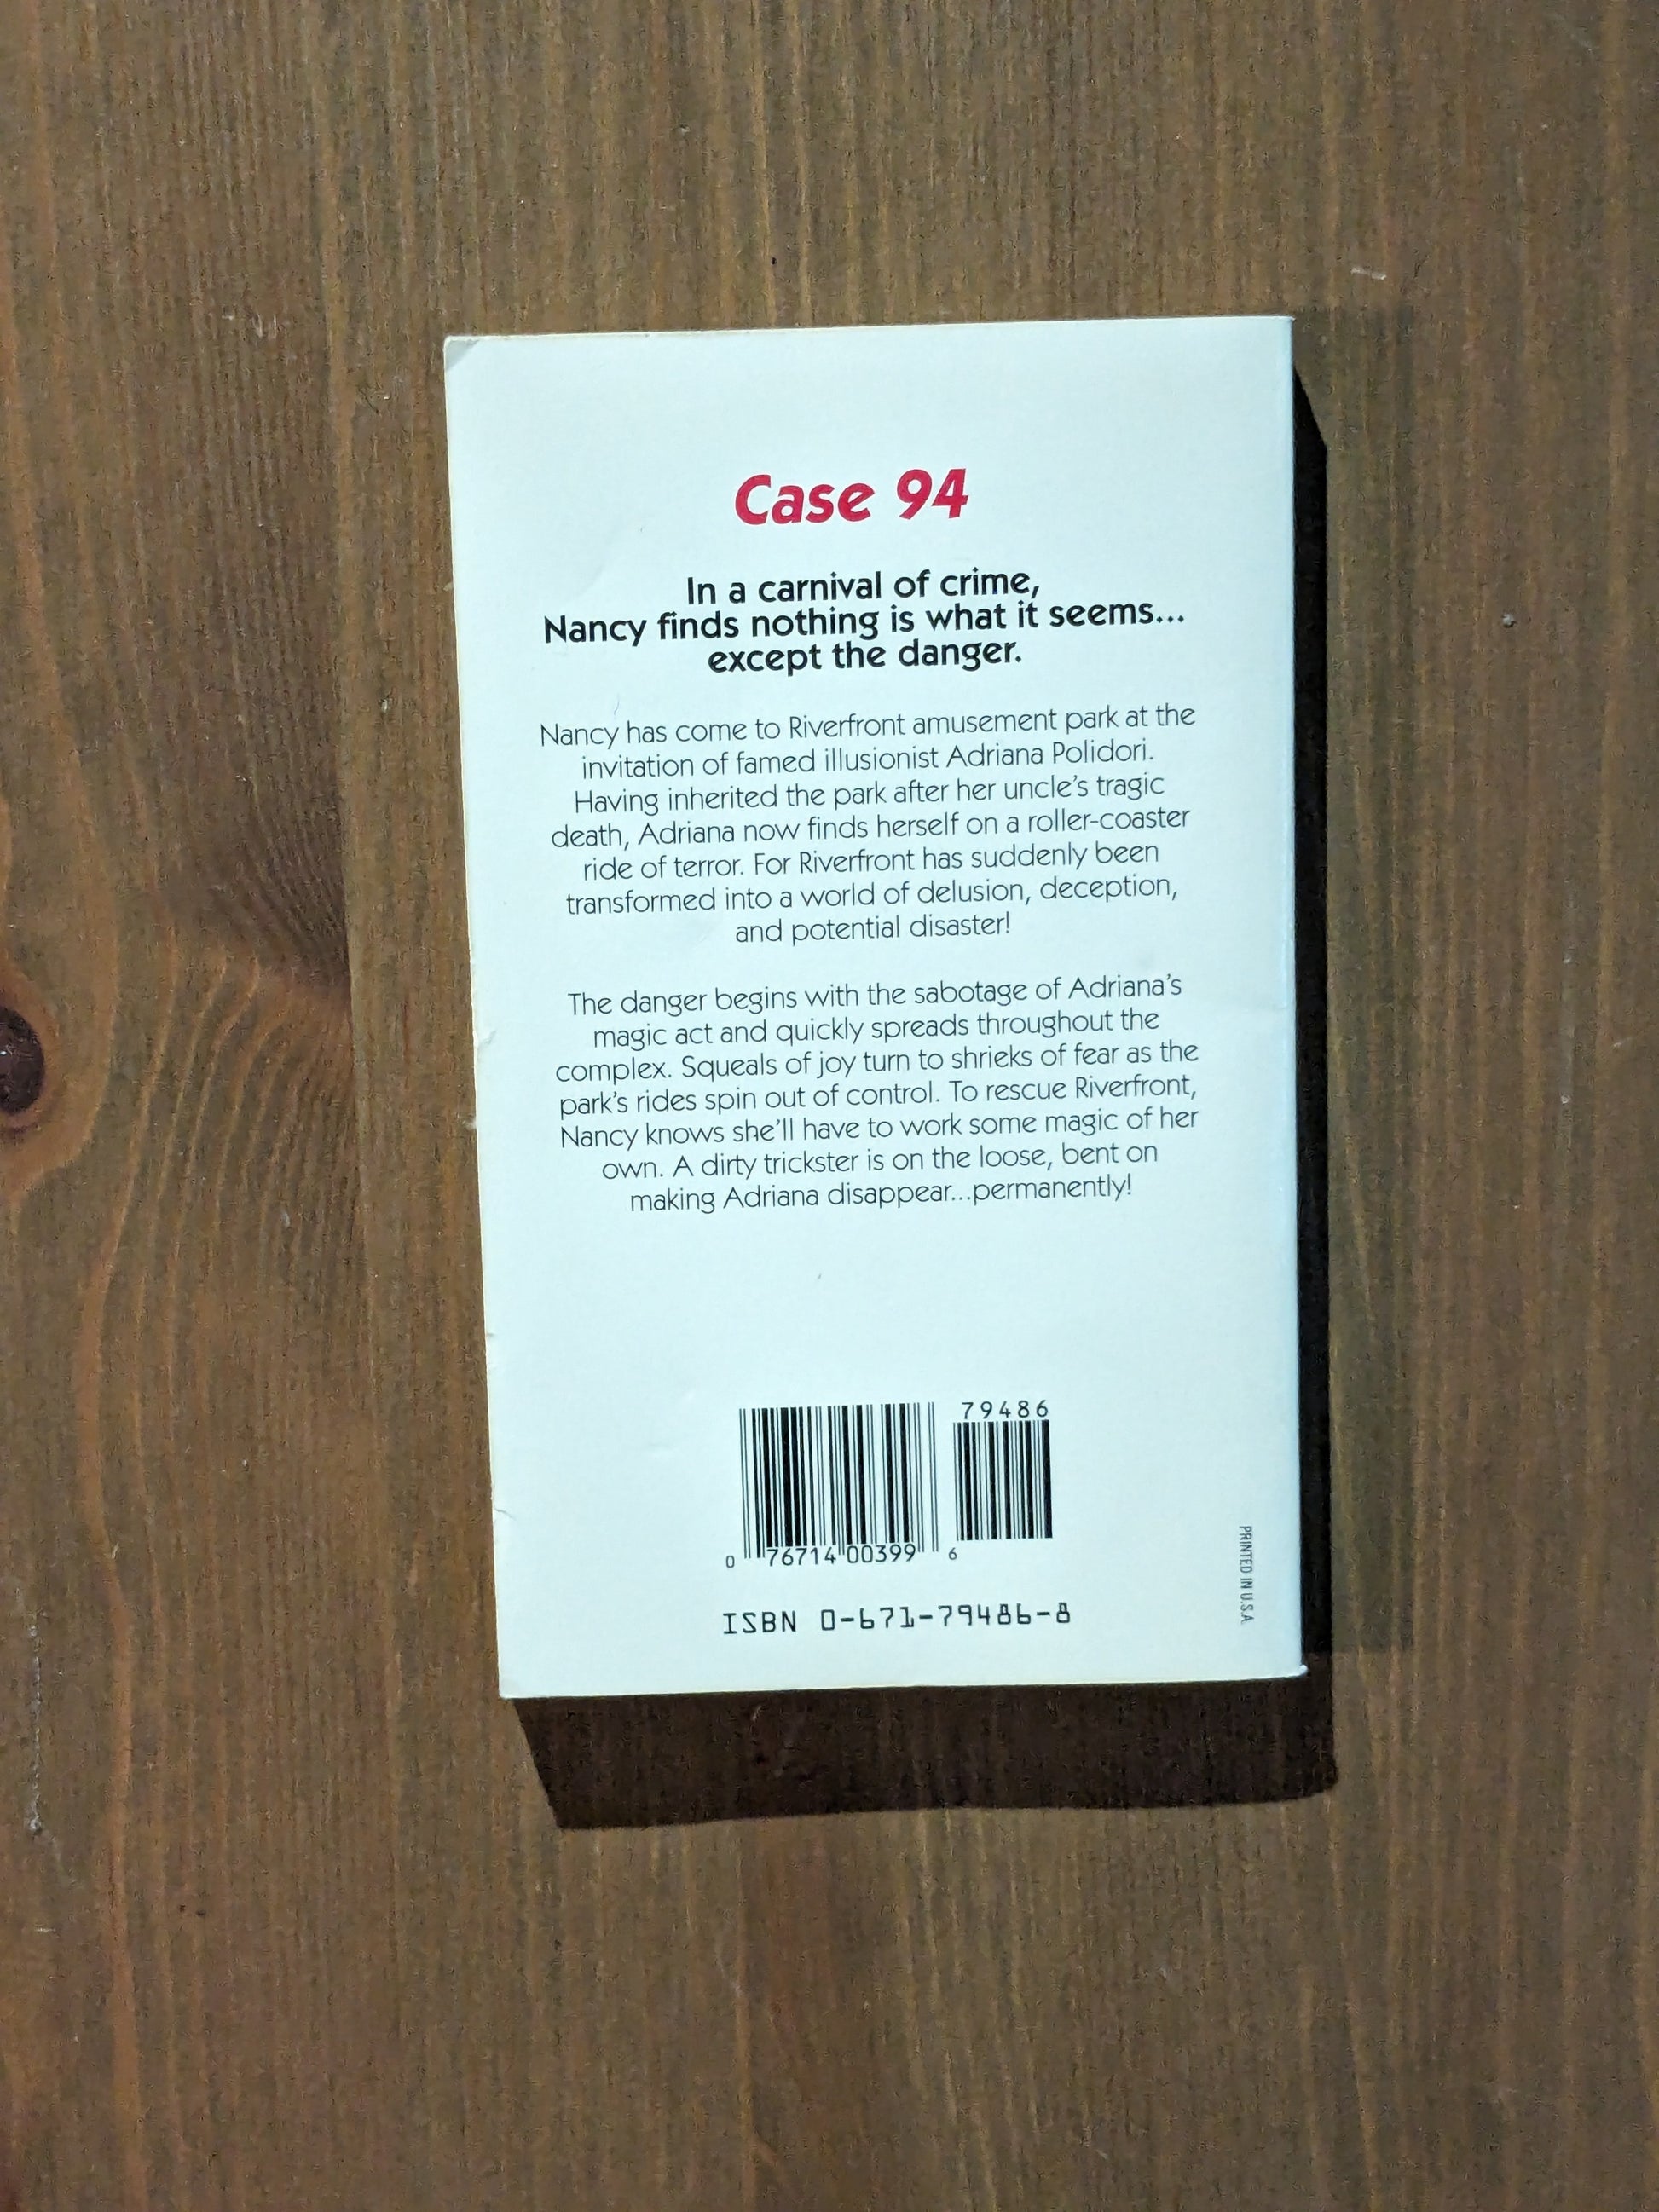 Case 94
In a carnival of crime,
Nancy finds nothing is what it seems...
except the danger.
Nancy has come to Riverfront amusement park at the
invitation of famed illusionist Adriana Polidori.
Having inherited the park after her uncle's tragic
death, Adriana now finds herself on a roller-coaster
ride of terror. For Riverfront has suddenly been
transformed into a world of delusion, deception,
and potential disaster!
The danger begins with the sabotage of Adriana's
magic act and quickly spreads throughout the
complex. Squeals of joy turn to shrieks of fear as the
park's rides spin out of control. To rescue Riverfront,
Nancy knows she'll have to work some magic of her
own. A dirty trickster is on the loose, bent on
making Adriana disappear...permanently!
79486
0 76714 00399 6
ISBN 0-671-79486-8
PRINTED IN U.S.A.